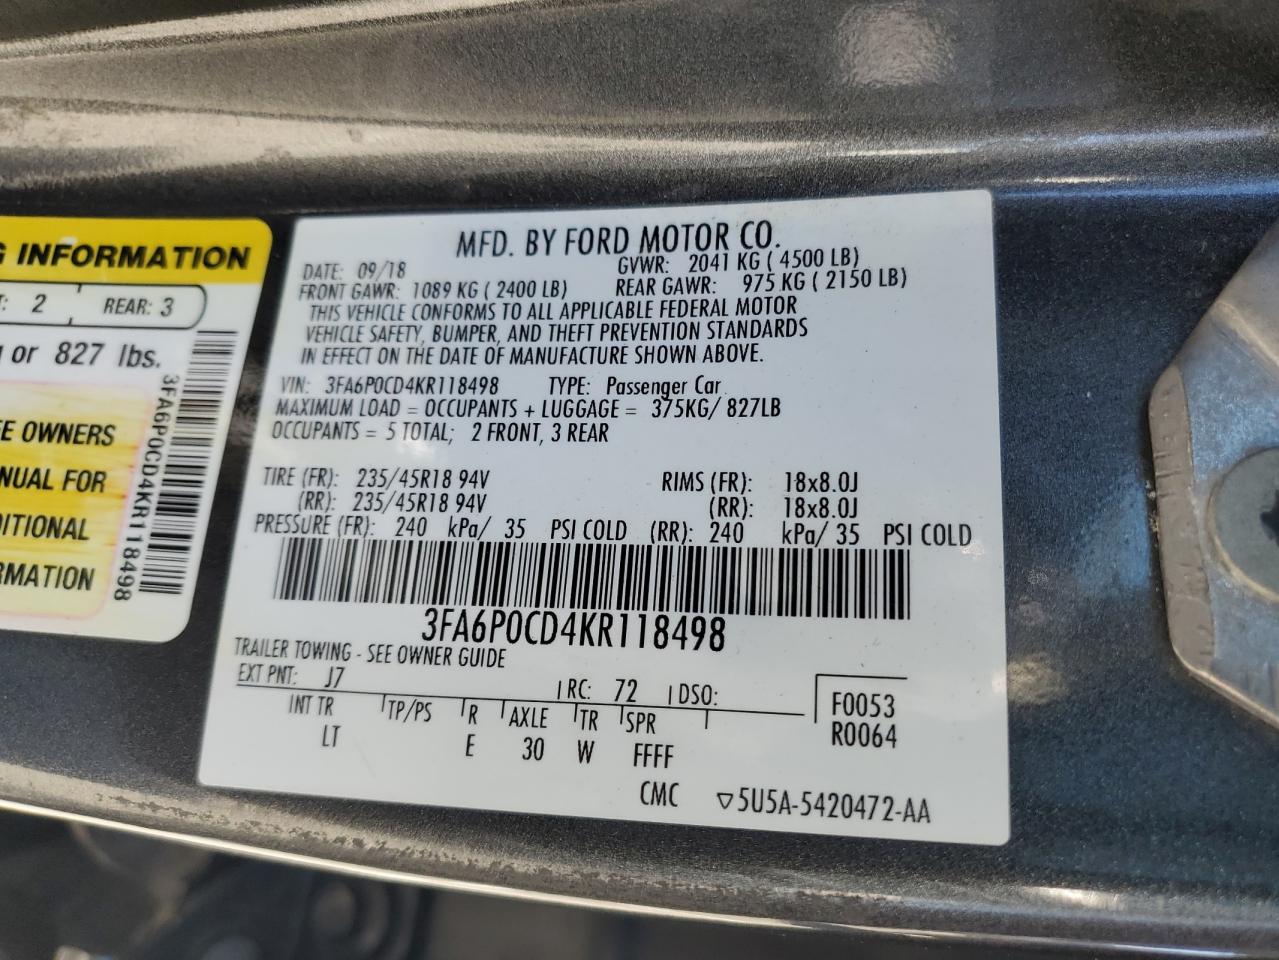 G INFORMATION
: 2 REAR: 3
or 827 lbs.
OWNERS
FOR
3FA6P0CD4KR118498
MFD. BY FORD MOTOR CO.
DATE: 09/18 GVWR: 2041 KG ( 4500 LB)
FRONT GAWR: 1089 KG ( 2400 LB) REAR GAWR: 975 KG ( 2150 LB)
THIS VEHICLE CONFORMS TO ALL APPLICABLE FEDERAL MOTOR
VEHICLE SAFETY, BUMPER, AND THEFT PREVENTION STANDARDS
IN EFFECT ON THE DATE OF MANUFACTURE SHOWN ABOVE.
VIN: 3FA6P0CD4KR118498 TYPE: Passenger Car
MAXIMUM LOAD = OCCUPANTS + LUGGAGE = 375KG/ 827LB
OCCUPANTS = 5 TOTAL; 2 FRONT, 3 REAR
TIRE (FR): 235/45R18 94V RIMS (FR): 18x8.0J
(RR): 235/45R18 94V (RR): 18x8.0J
PRESSURE (FR): 240 kPa/ 35 PSI COLD (RR): 240 kPa/ 35 PSI COLD
3FA6P0CD4KR118498
TRAILER TOWING - SEE OWNER GUIDE
EXT PNT: J7 RC: 72 DSO: F0053
INT TR TP/PS R AXLE TR SPR R0064
LT E 30 W FFFF
CMC ▽5U5A-5420472-AA